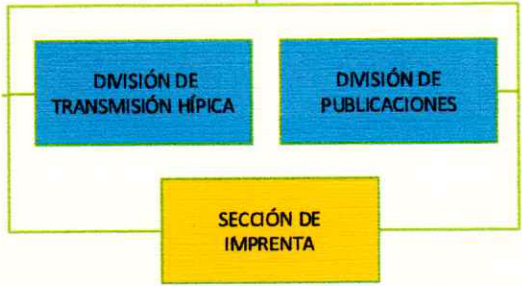 DIVISIÓN DE
TRANSMISIÓN HÍPICA
DIVISIÓN DE
PUBLICACIONES
SECCIÓN DE
IMPRENTA